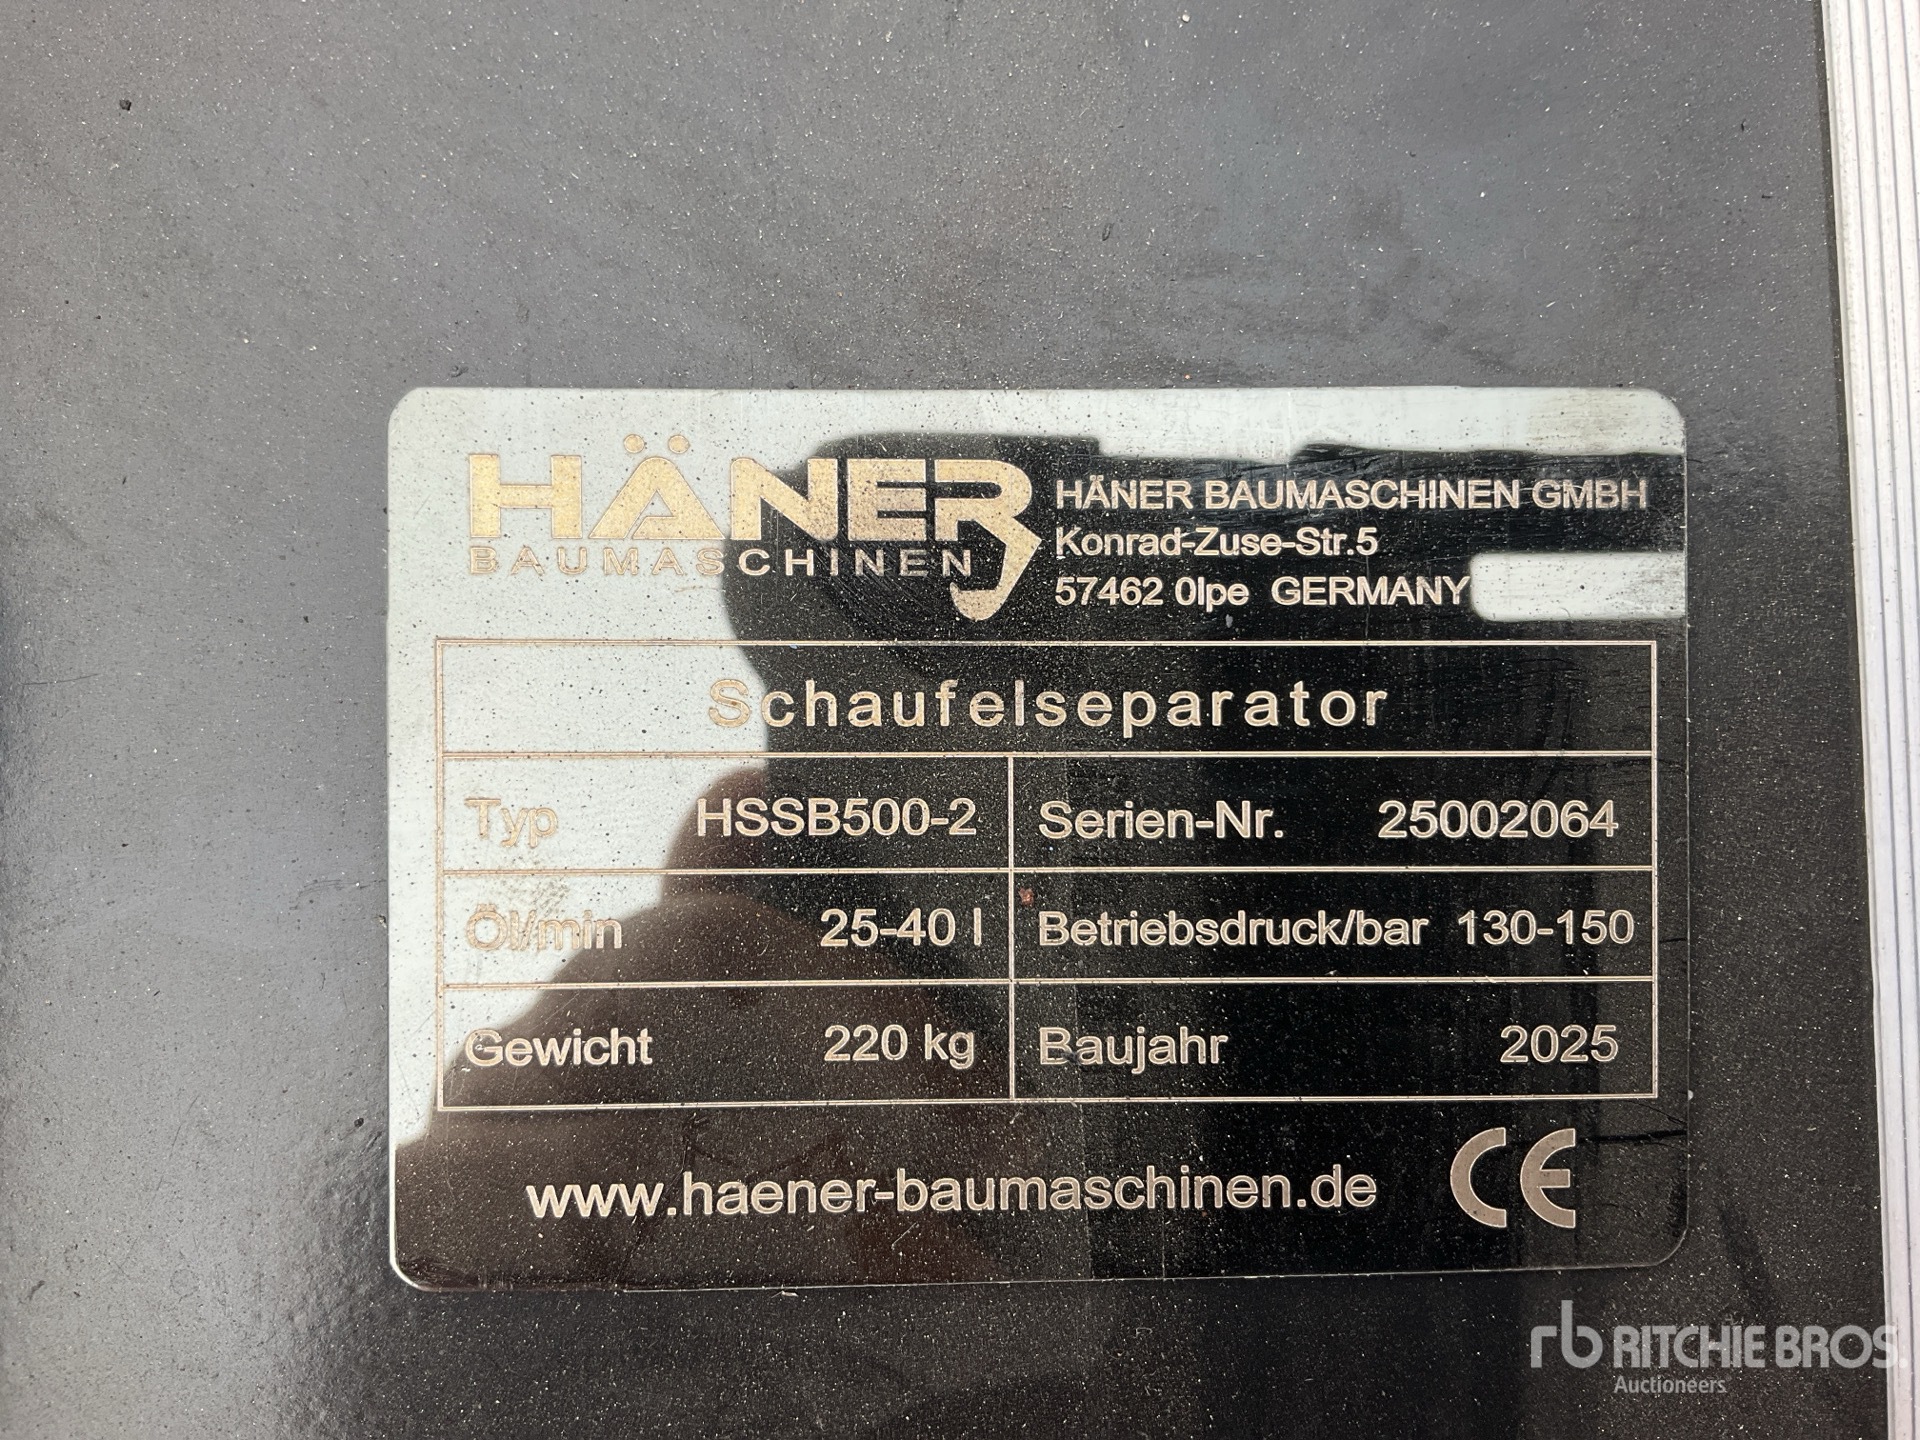 HÄNER
BAUMASCHINEN
HÄNER BAUMASCHINEN GMBH
Konrad-Zuse-Str.5
57462 Olpe GERMANY
Schaufelseparator
Typ HSSB500-2 Serien-Nr. 25002064
Öl/min 25-40 l Betriebsdruck/bar 130-150
Gewicht 220 kg Baujahr 2025
www.haener-baumaschinen.de CE
rb RITCHIE BROS.
Auctioneers